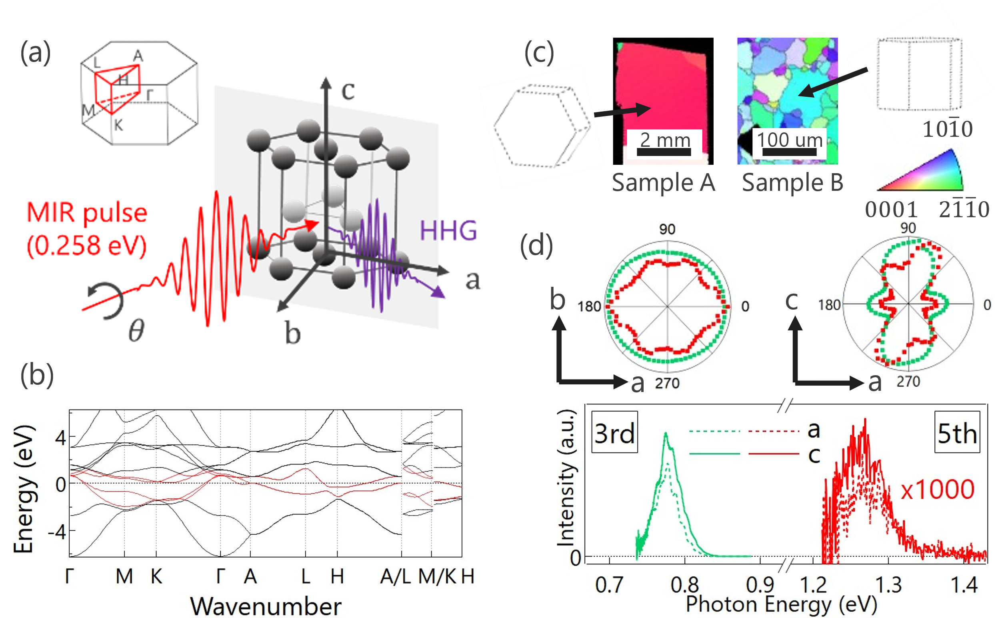 (a)
L
A
H
Γ
M
K
c
MIR pulse
(0.258 eV)
θ
HHG
a
b
(b)
Energy (eV)
4
0
-4
Γ M K Γ A L H A/L M/K H
Wavenumber
(c)
2 mm
100 um
Sample A
Sample B
101̅0
0001 21̅1̅0
(d)
90
180
0
270
b
a
90
180
0
270
c
a
Intensity (a.u.)
3rd
5th
a
c
x1000
0
0.7 0.8 0.9 1.2 1.3 1.4
Photon Energy (eV)